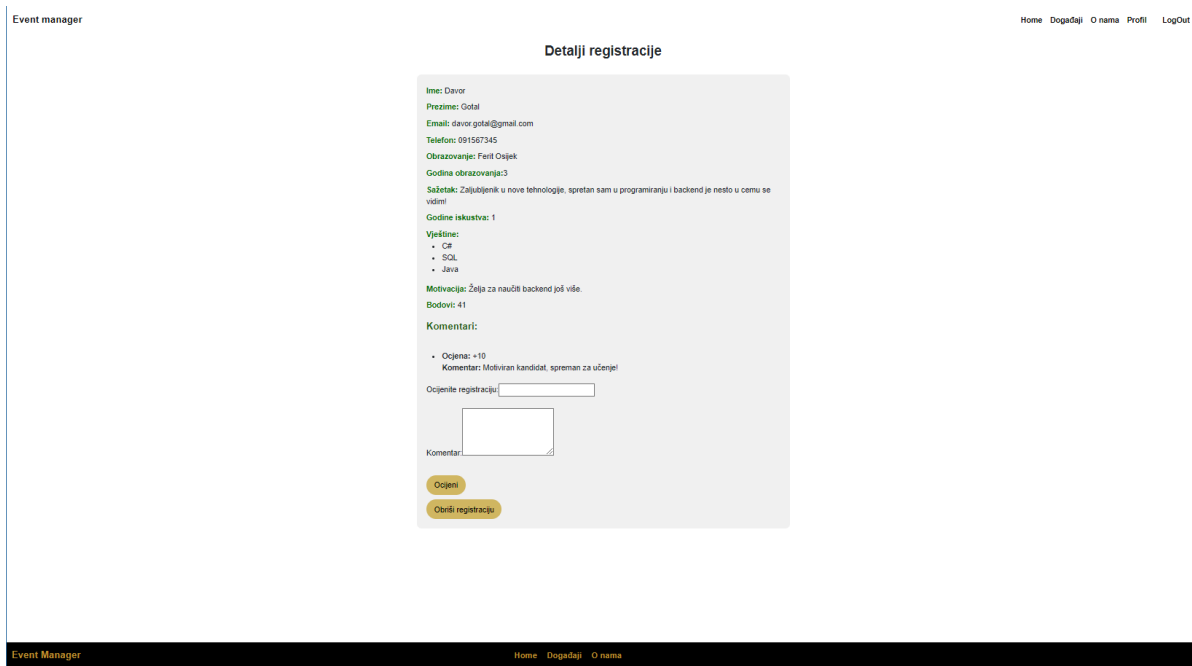 Event manager
Home Događaji O nama Profil LogOut
Detalji registracije
Ime: Davor
Prezime: Gotal
Email: davor.gotal@gmail.com
Telefon: 091567345
Obrazovanje: Ferit Osijek
Godina obrazovanja:3
Sažetak: Zaljubljenik u nove tehnologije, spretan sam u programiranju i backend je nesto u cemu se
vidim!
Godine iskustva: 1
Vještine:
• C#
• SQL
• Java
Motivacija: Želja za naučiti backend još više.
Bodovi: 41
Komentari:
• Ocjena: +10
Komentar: Motiviran kandidat, spreman za učenje!
Ocijenite registraciju:
Komentar:
Ocijeni
Obriši registraciju
Event Manager
Home Događaji O nama